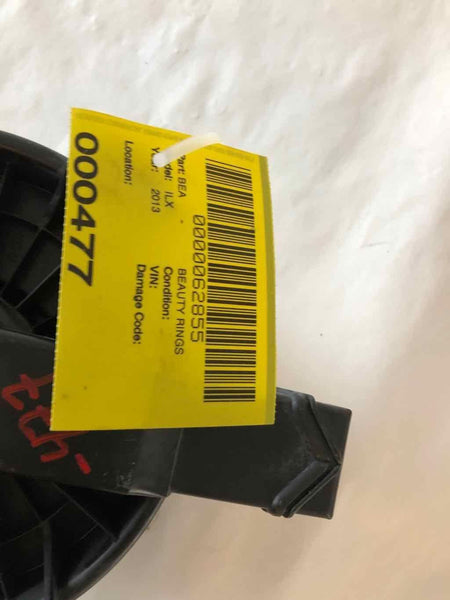 0000062855
Part: BEA - BEAUTY RINGS
Model: ILX Condition:
Year: 2013 VIN:
Location: Damage Code:
000477